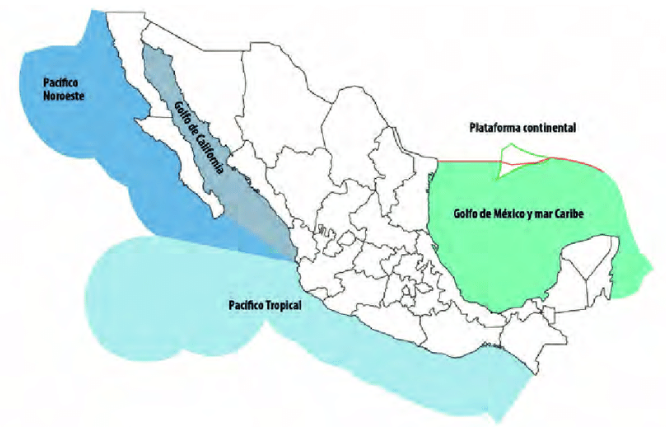 Pacífico
Noroeste
Golfo de California
Plataforma continental
Golfo de México y mar Caribe
Pacífico Tropical